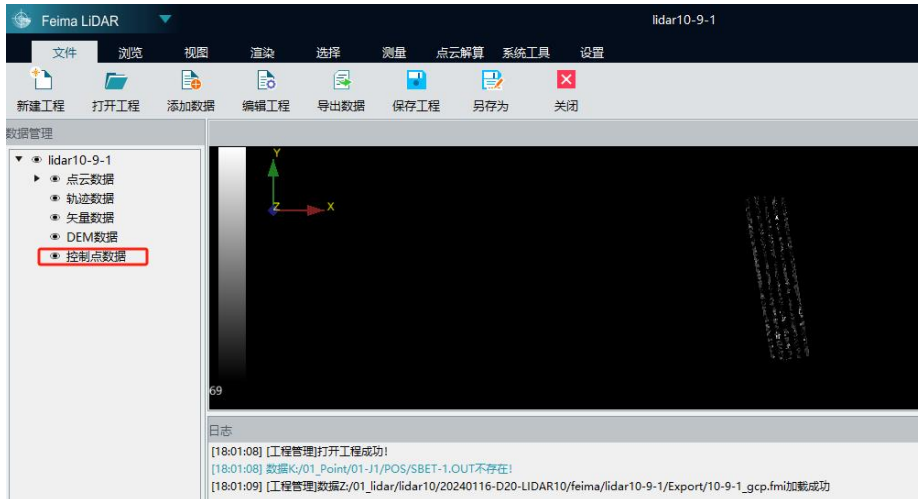 Feima LiDAR lidar10-9-1
文件 浏览 视图 渲染 选择 测量 点云解算 系统工具 设置
新建工程 打开工程 添加数据 编辑工程 导出数据 保存工程 另存为 关闭
数据管理
lidar10-9-1
点云数据
轨迹数据
矢量数据
DEM数据
控制点数据
Y
Z X
69
日志
[18:01:08] [工程管理]打开工程成功!
[18:01:08] 数据K:/01_Point/01-J1/POS/SBET-1.OUT不存在!
[18:01:09] [工程管理]数据Z:/01_lidar/lidar10/20240116-D20-LIDAR10/feima/lidar10-9-1/Export/10-9-1_gcp.fmi加载成功